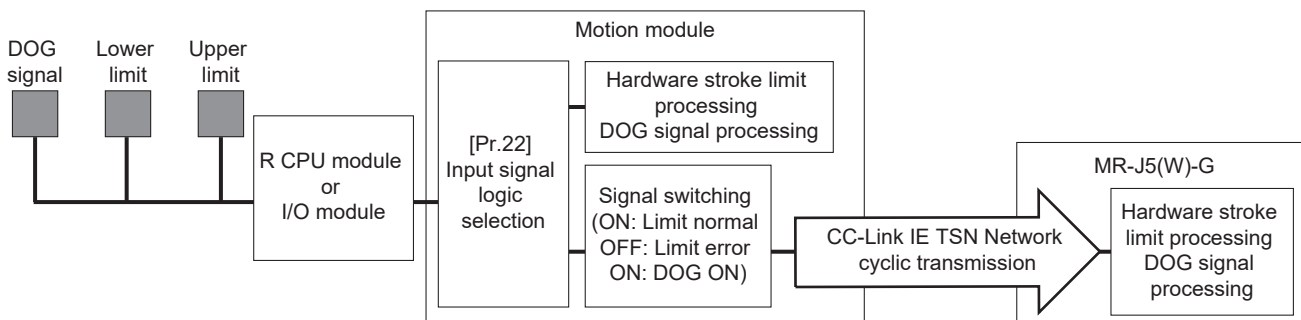 Motion module
DOG
signal
Lower
limit
Upper
limit
R CPU module
or
I/O module
[Pr.22]
Input signal
logic
selection
Hardware stroke limit
processing
DOG signal processing
Signal switching
(ON: Limit normal
OFF: Limit error
ON: DOG ON)
CC-Link IE TSN Network
cyclic transmission
MR-J5(W)-G
Hardware stroke
limit processing
DOG signal
processing